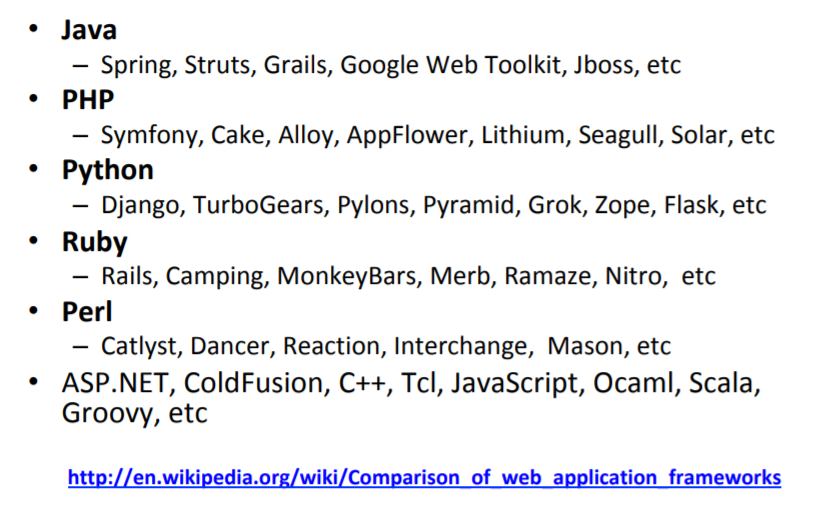 • Java
– Spring, Struts, Grails, Google Web Toolkit, Jboss, etc
• PHP
– Symfony, Cake, Alloy, AppFlower, Lithium, Seagull, Solar, etc
• Python
– Django, TurboGears, Pylons, Pyramid, Grok, Zope, Flask, etc
• Ruby
– Rails, Camping, MonkeyBars, Merb, Ramaze, Nitro,  etc
• Perl
– Catlyst, Dancer, Reaction, Interchange,  Mason, etc
• ASP.NET, ColdFusion, C++, Tcl, JavaScript, Ocaml, Scala,
Groovy, etc
http://en.wikipedia.org/wiki/Comparison_of_web_application_frameworks